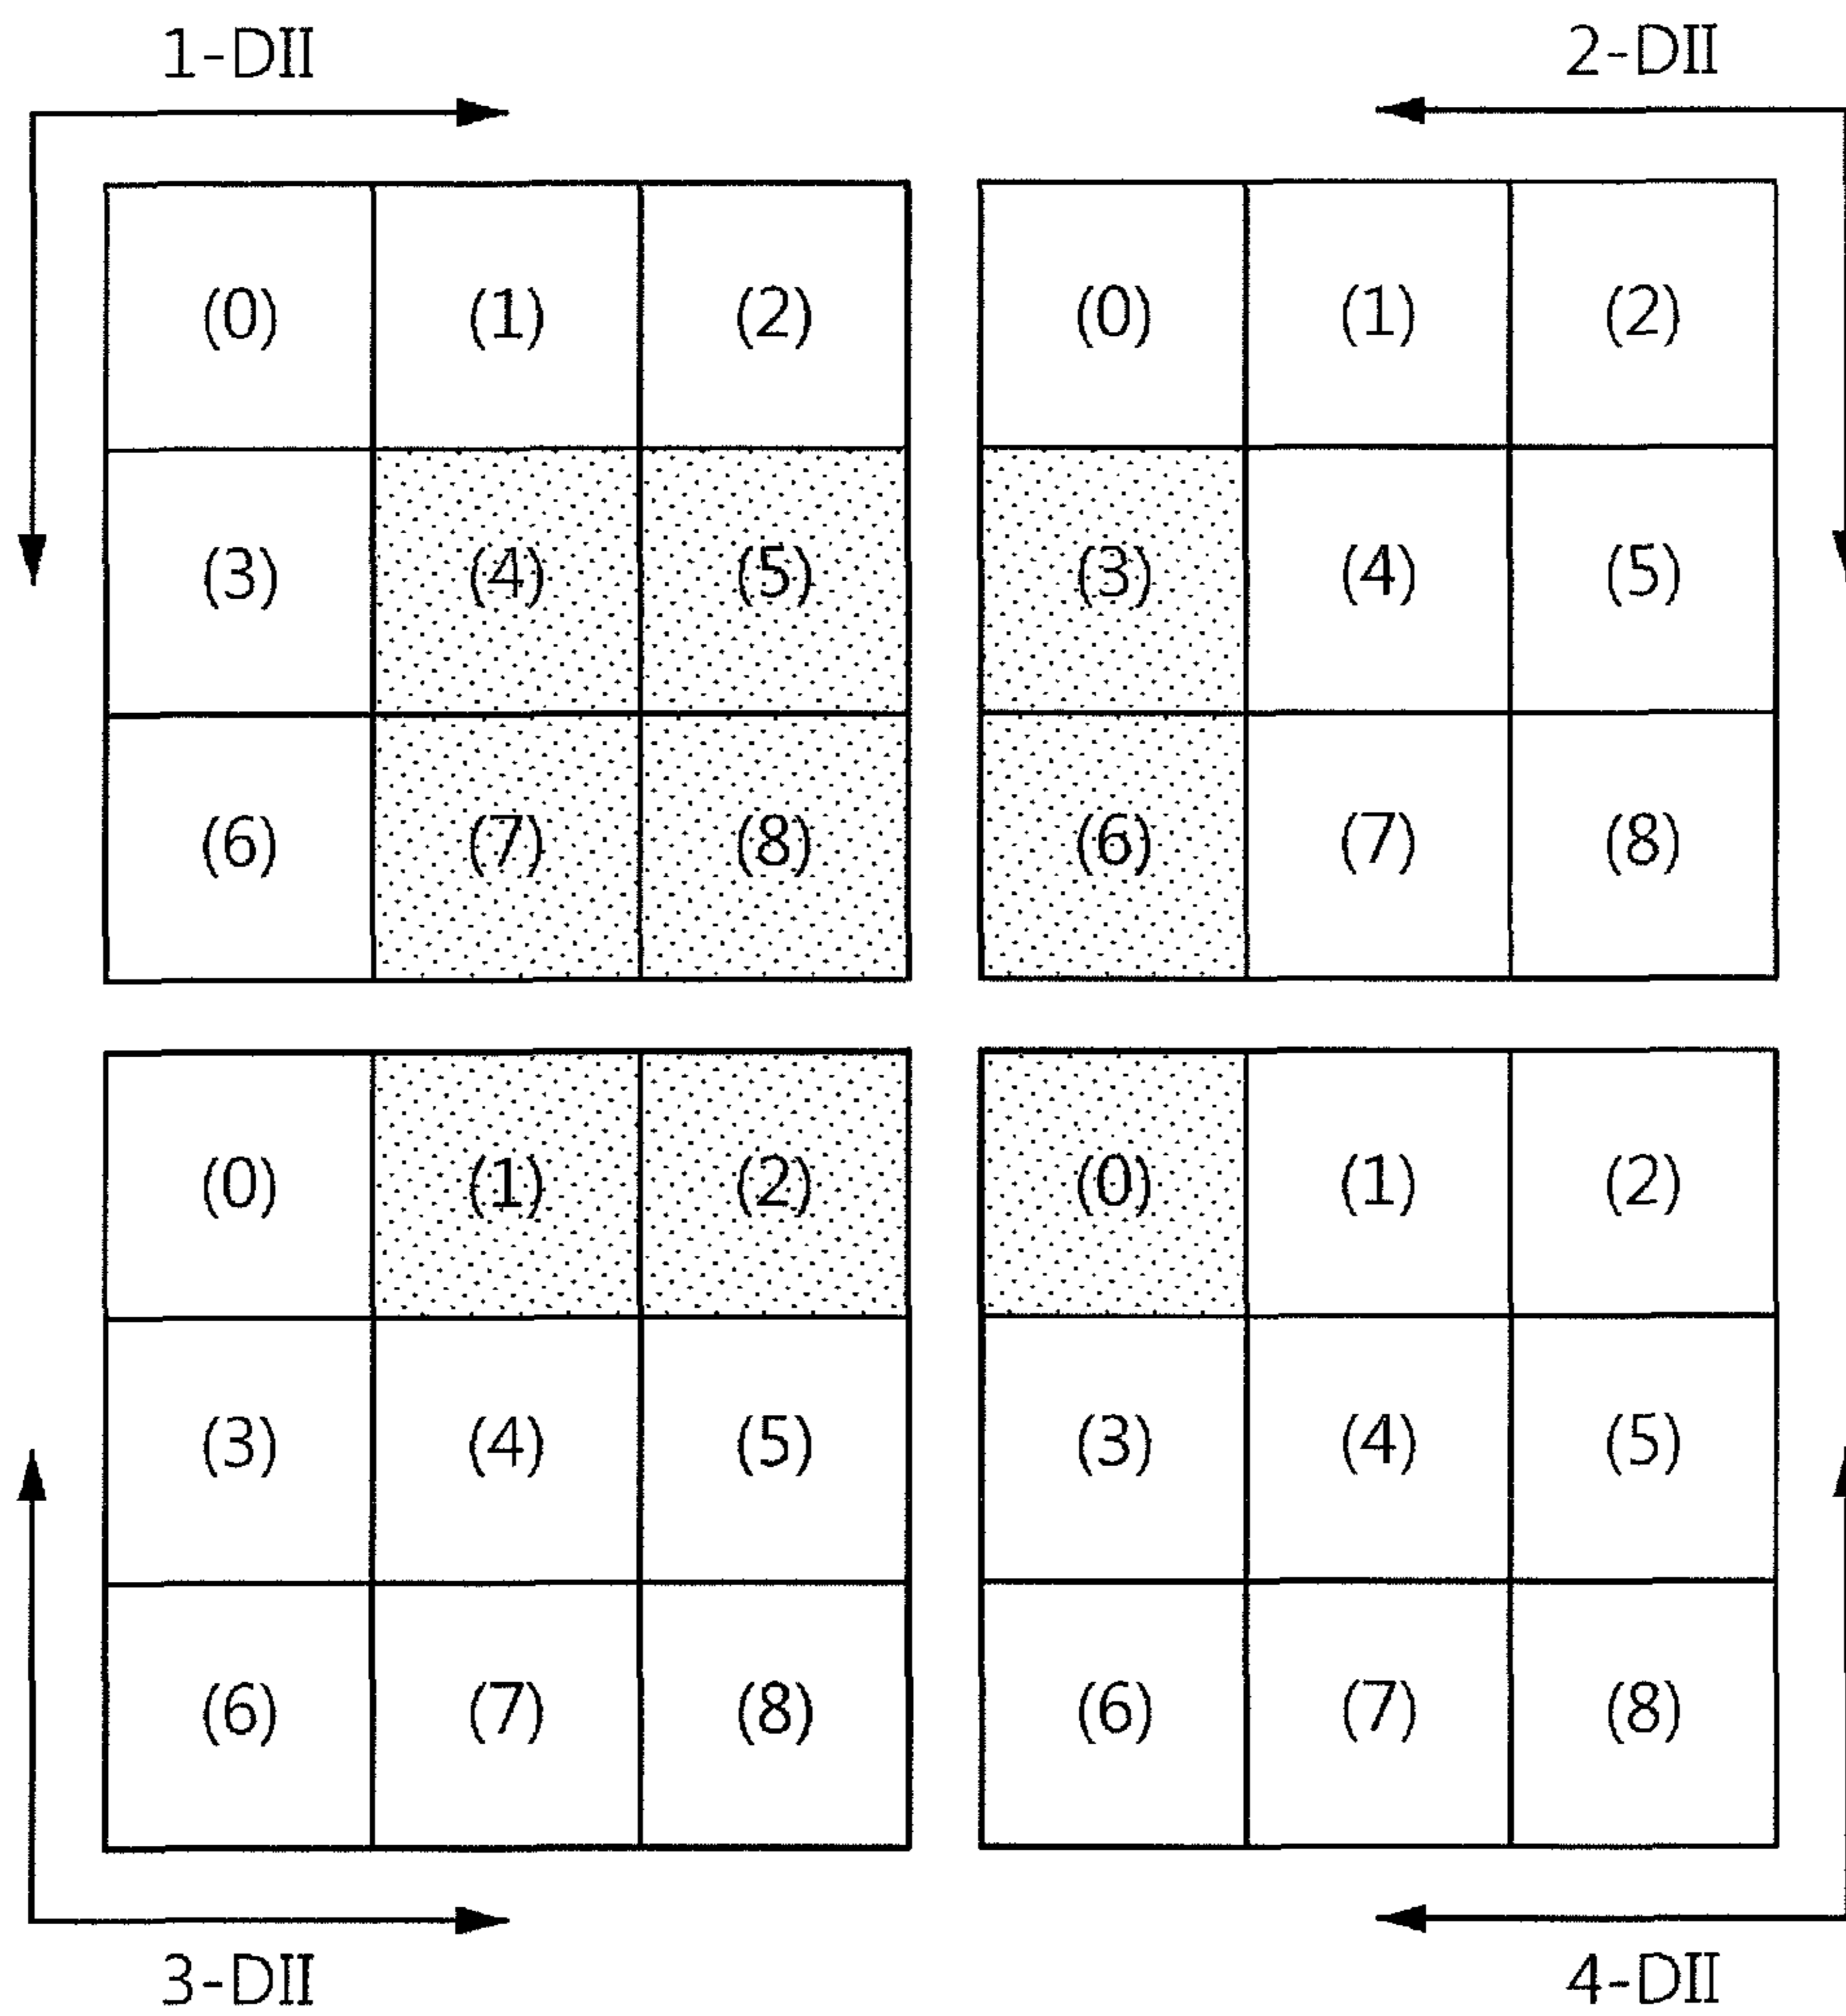 1-DII 2-DII
(0) (1) (2) (0) (1) (2)
(3) (4) (5) (3) (4) (5)
(6) (7) (8) (6) (7) (8)
(0) (1) (2) (0) (1) (2)
(3) (4) (5) (3) (4) (5)
(6) (7) (8) (6) (7) (8)
3-DII 4-DII